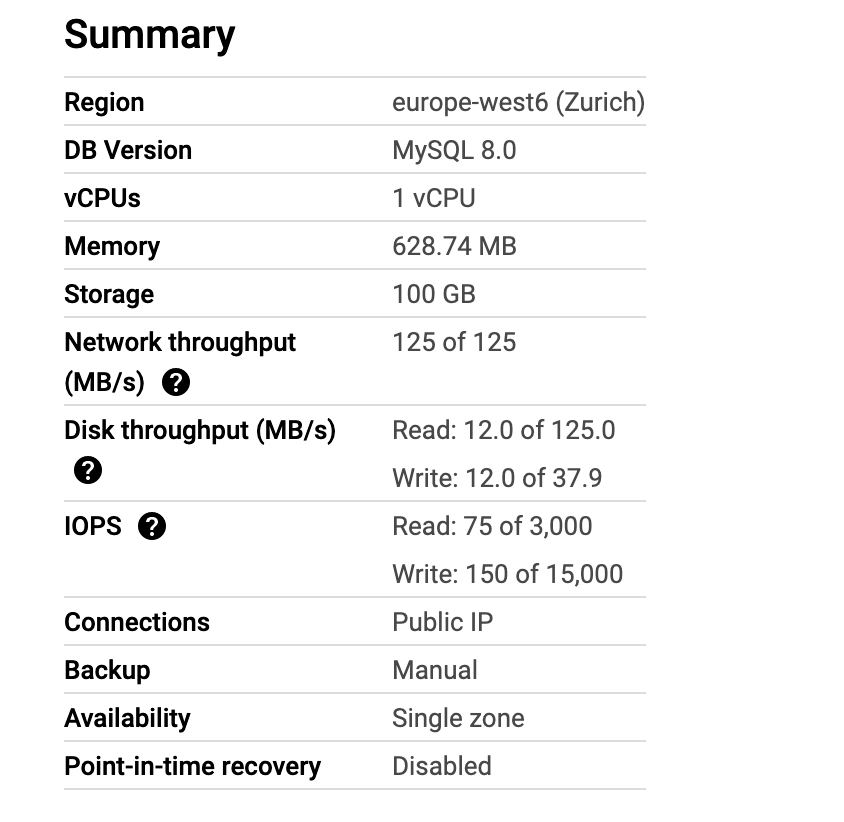 Summary
Region europe-west6 (Zurich)
DB Version MySQL 8.0
vCPUs 1 vCPU
Memory 628.74 MB
Storage 100 GB
Network throughput 125 of 125
(MB/s) ?
Disk throughput (MB/s) Read: 12.0 of 125.0
? Write: 12.0 of 37.9
IOPS ? Read: 75 of 3,000
Write: 150 of 15,000
Connections Public IP
Backup Manual
Availability Single zone
Point-in-time recovery Disabled